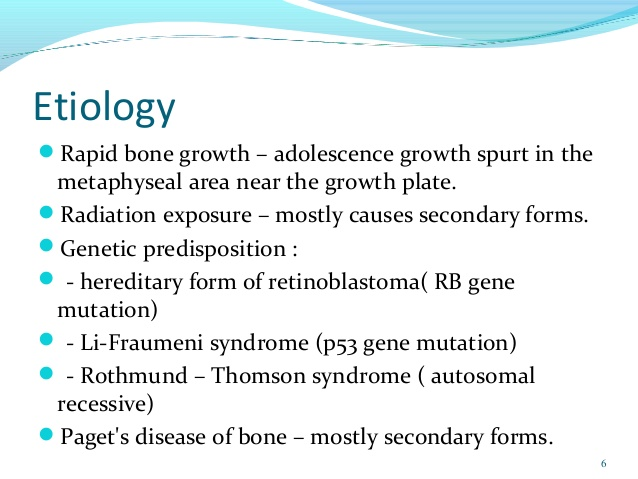 Etiology
Rapid bone growth – adolescence growth spurt in the
metaphyseal area near the growth plate.
Radiation exposure – mostly causes secondary forms.
Genetic predisposition :
- hereditary form of retinoblastoma( RB gene
mutation)
- Li-Fraumeni syndrome (p53 gene mutation)
- Rothmund – Thomson syndrome ( autosomal
recessive)
Paget's disease of bone – mostly secondary forms.
6